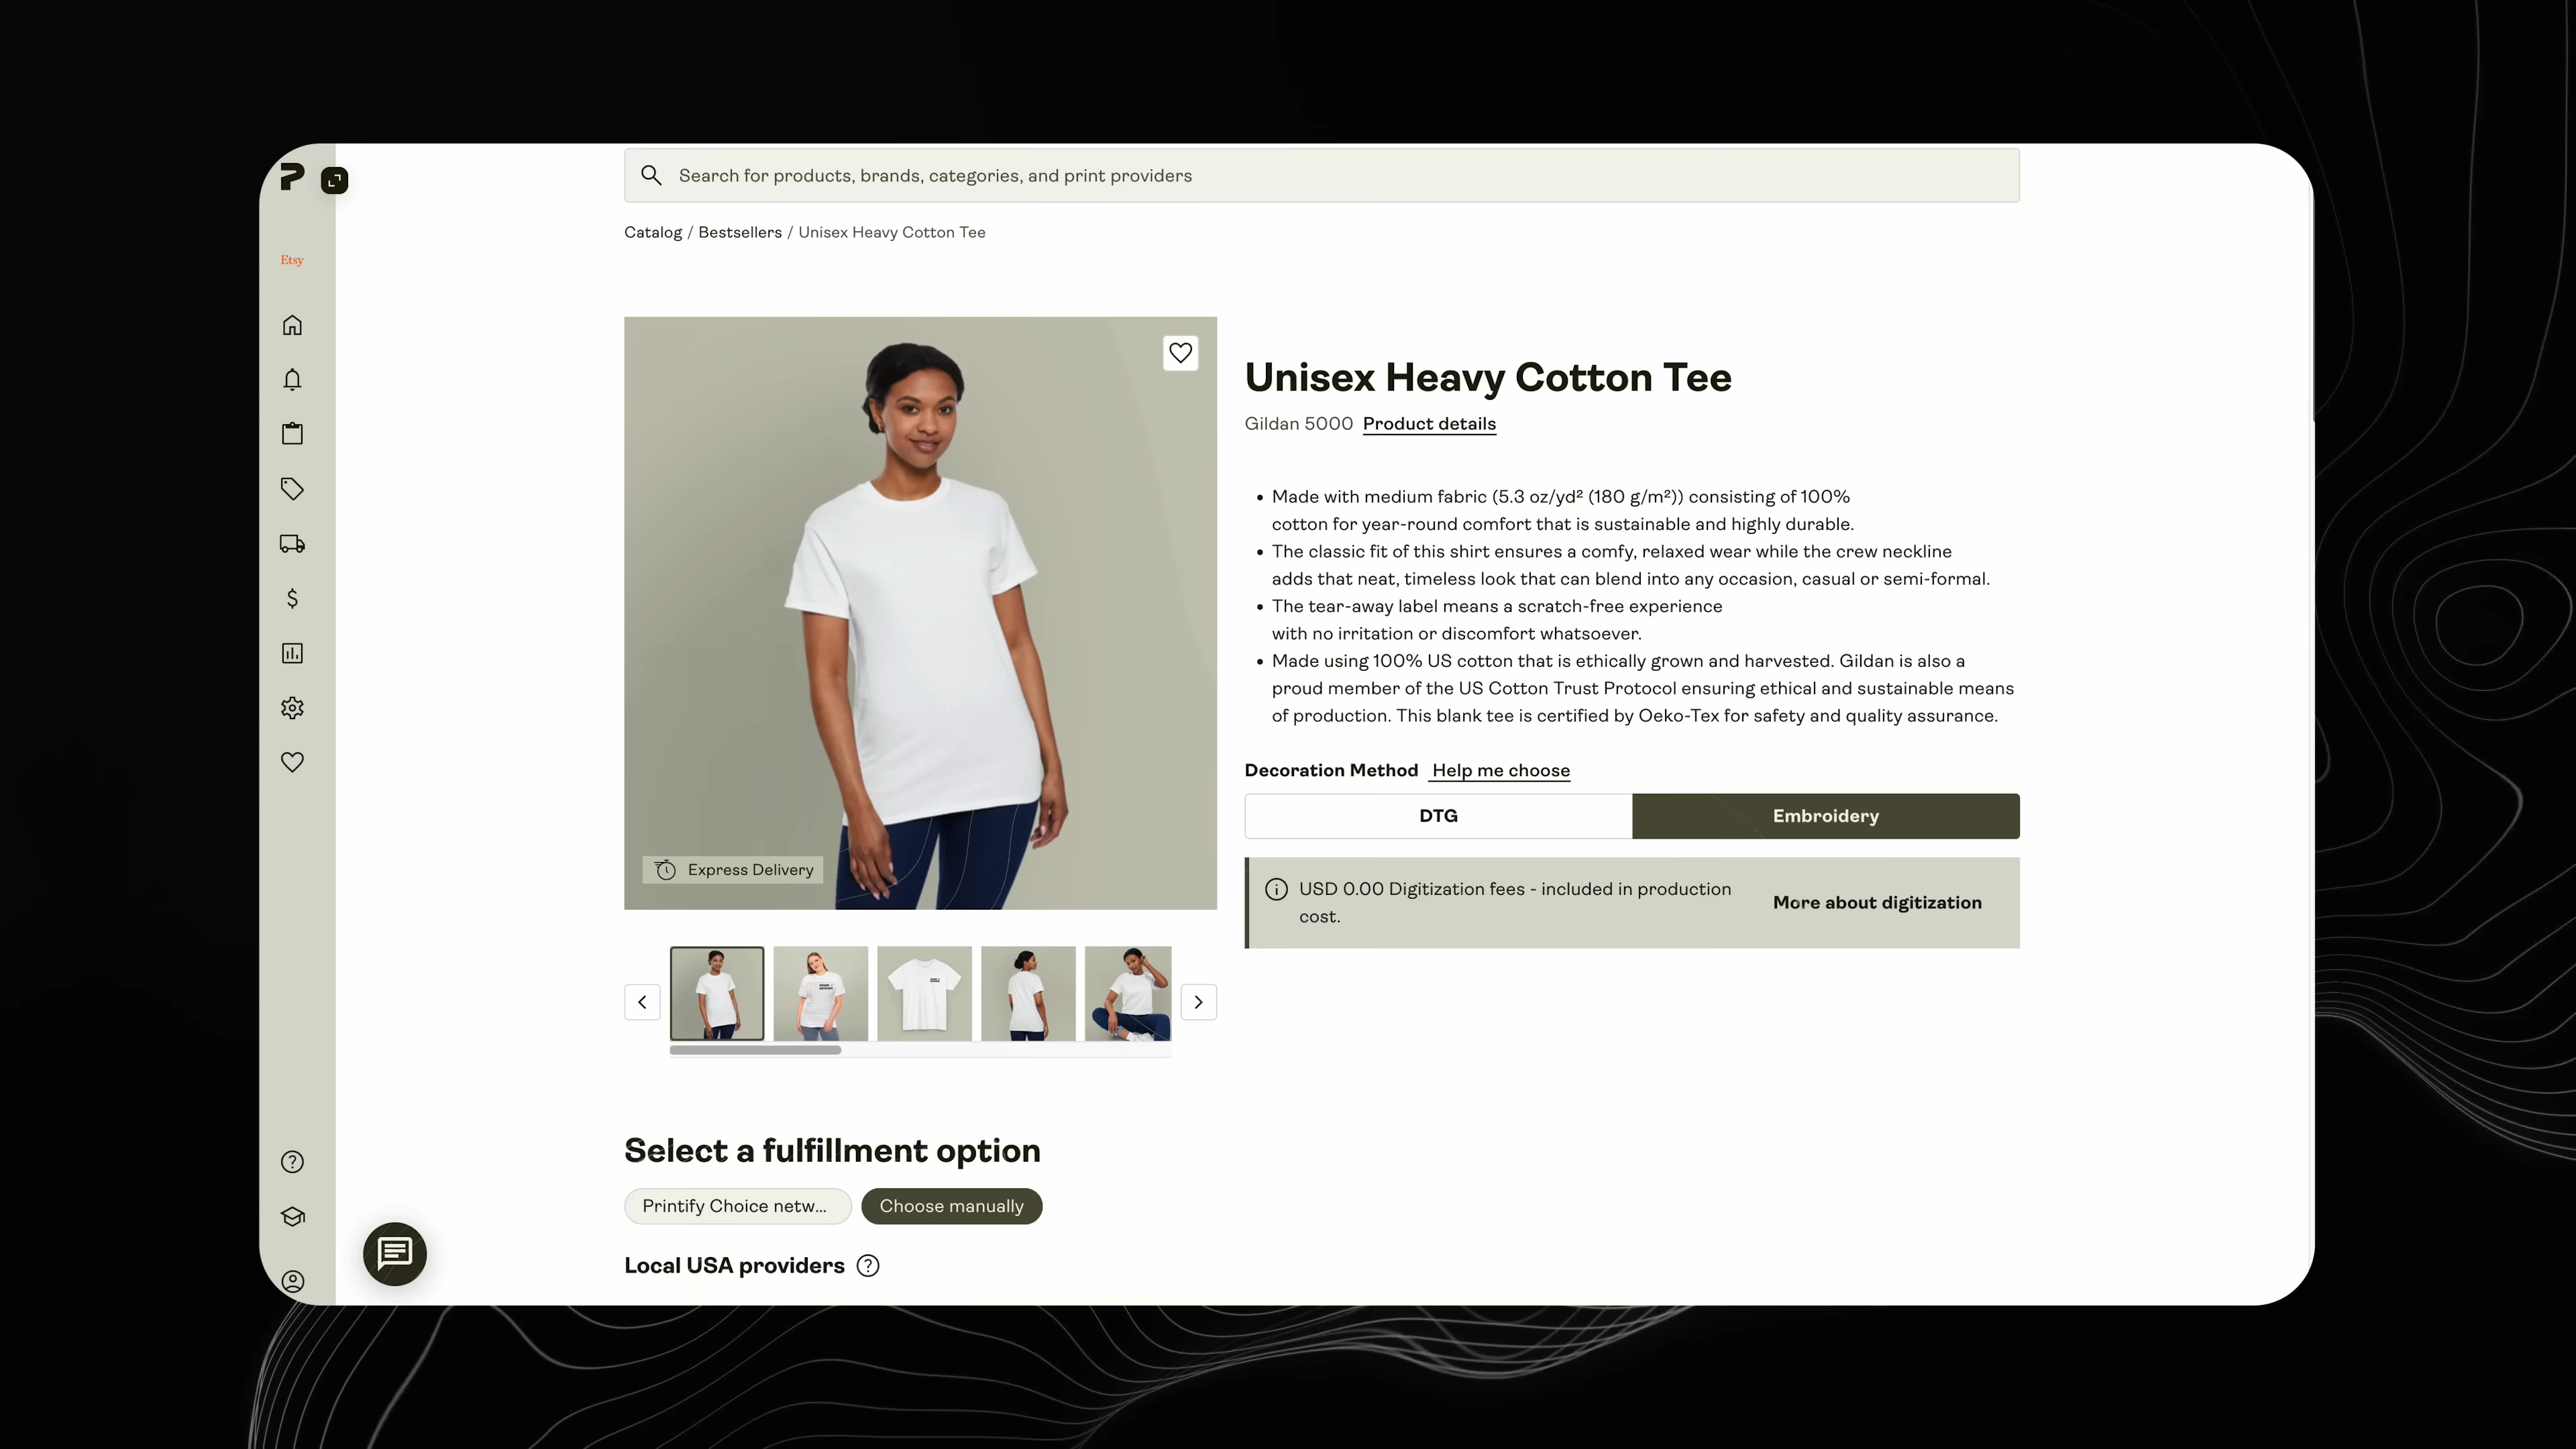 Search for products, brands, categories, and print providers
Catalog / Bestsellers / Unisex Heavy Cotton Tee
Etsy
Express Delivery
Unisex Heavy Cotton Tee
Gildan 5000 Product details
Made with medium fabric (5.3 oz/yd² (180 g/m²)) consisting of 100%
cotton for year-round comfort that is sustainable and highly durable.
The classic fit of this shirt ensures a comfy, relaxed wear while the crew neckline
adds that neat, timeless look that can blend into any occasion, casual or semi-formal.
The tear-away label means a scratch-free experience
with no irritation or discomfort whatsoever.
Made using 100% US cotton that is ethically grown and harvested. Gildan is also a
proud member of the US Cotton Trust Protocol ensuring ethical and sustainable means
of production. This blank tee is certified by Oeko-Tex for safety and quality assurance.
Decoration Method Help me choose
DTG Embroidery
USD 0.00 Digitization fees - included in production
cost.
More about digitization
Select a fulfillment option
Printify Choice netw... Choose manually
Local USA providers